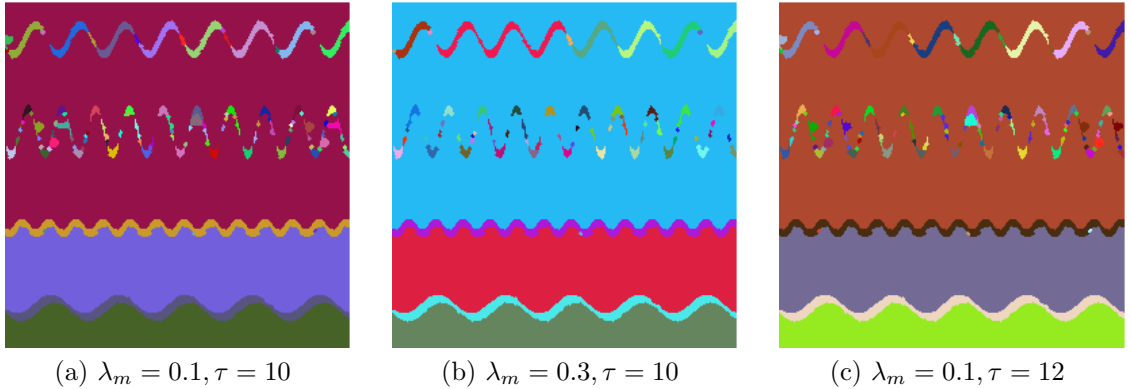 (a) λ_m = 0.1, τ = 10
(b) λ_m = 0.3, τ = 10
(c) λ_m = 0.1, τ = 12